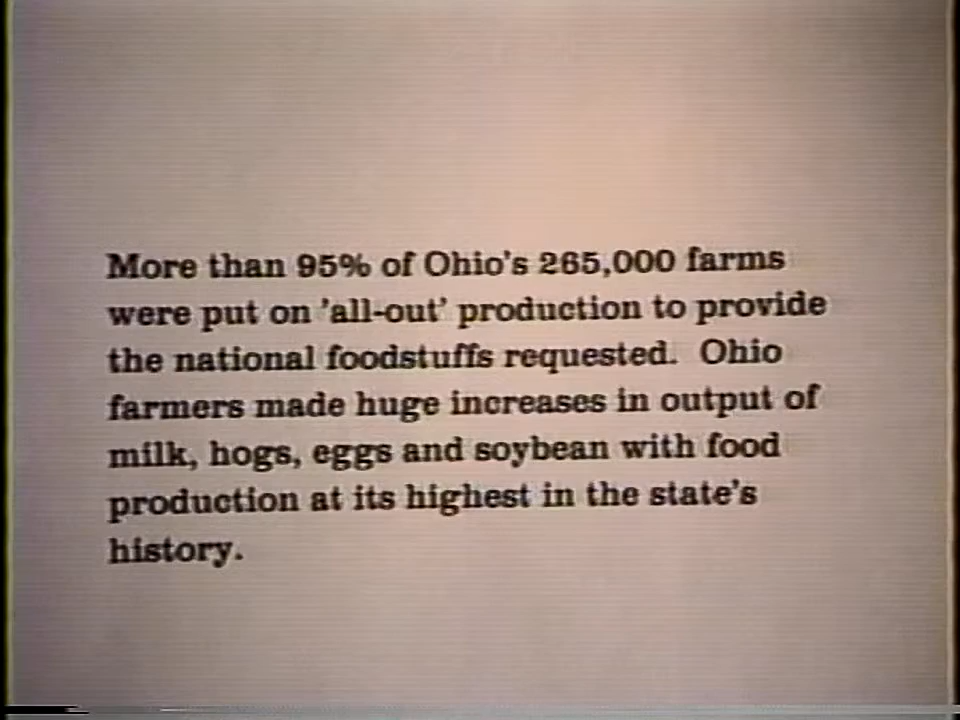 More than 95% of Ohio's 265,000 farms
were put on 'all-out' production to provide
the national foodstuffs requested.  Ohio
farmers made huge increases in output of
milk, hogs, eggs and soybean with food
production at its highest in the state's
history.